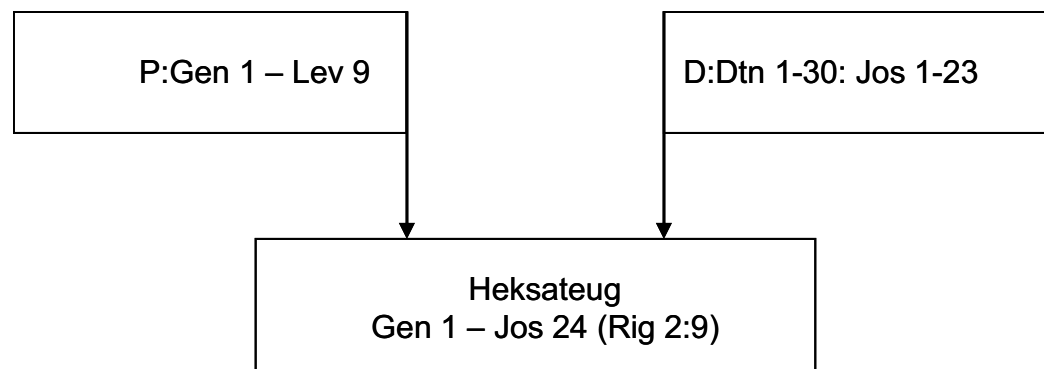 P:Gen 1 – Lev 9
D:Dtn 1-30: Jos 1-23
Heksateug
Gen 1 – Jos 24 (Rig 2:9)